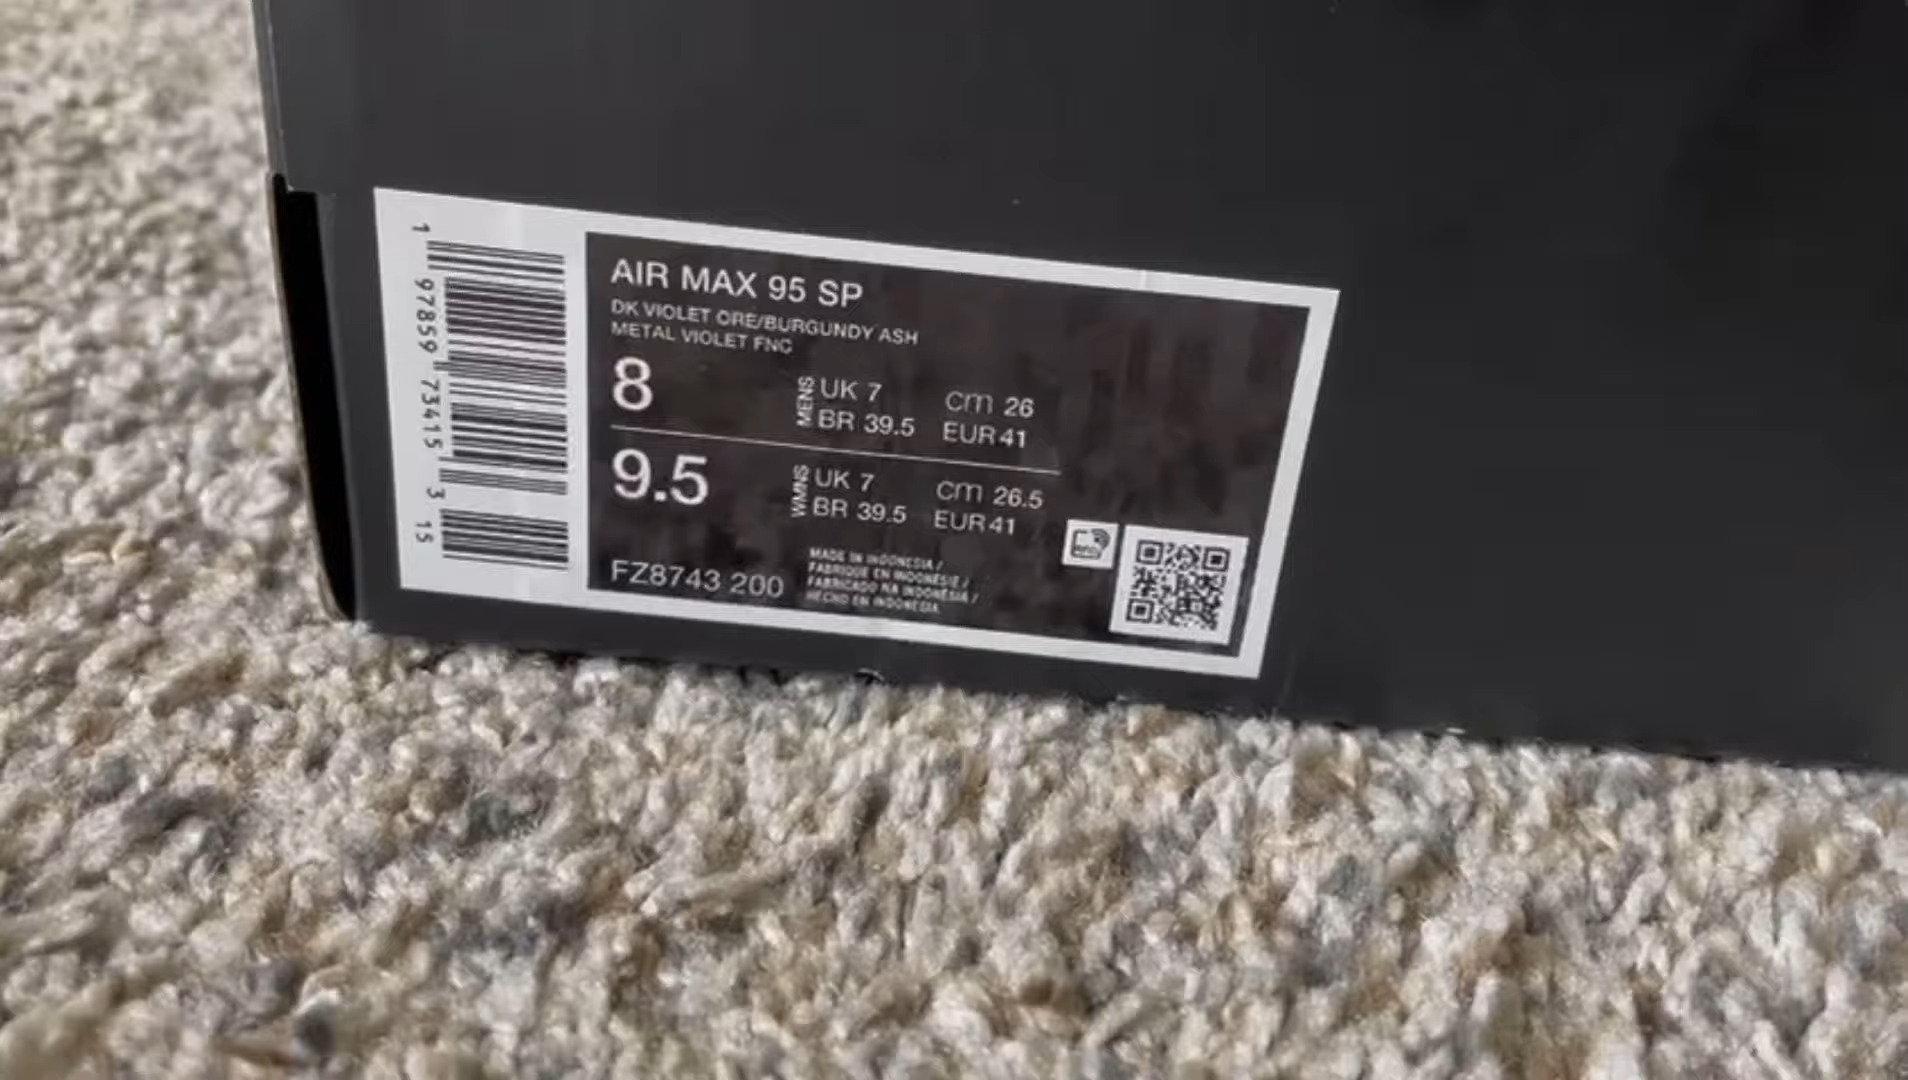 1 97859 73415 3 15
AIR MAX 95 SP
DK VIOLET ORE/BURGUNDY ASH
METAL VIOLET FNC
8
MENS
UK 7
cm 26
BR 39.5
EUR 41
9.5
WMNS
UK 7
cm 26.5
BR 39.5
EUR 41
FZ8743 200
MADE IN INDONESIA /
FABRIQUE EN INDONÉSIE /
FABRICADO NA INDONÉSIA /
HECHO EN INDONESIA